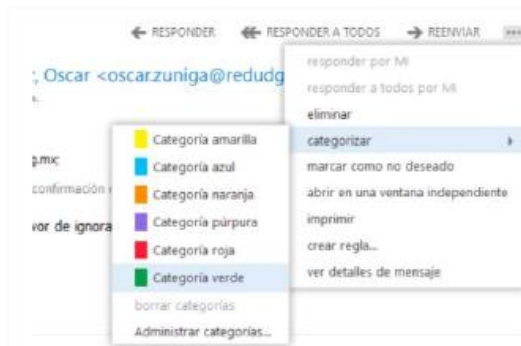 RESPONDER RESPONDER A TODOS REENVIAR
, Oscar <oscar.zuniga@redudg
responder por MI
responder a todos por MI
eliminar
categorizar
marcar como no deseado
abrir en una ventana independiente
imprimir
crear regla...
ver detalles de mensaje
Categoría amarilla
Categoría azul
Categoría naranja
Categoría púrpura
Categoría roja
Categoría verde
borrar categorías
Administrar categorías...
g.mx;
confirmación
vor de ignora